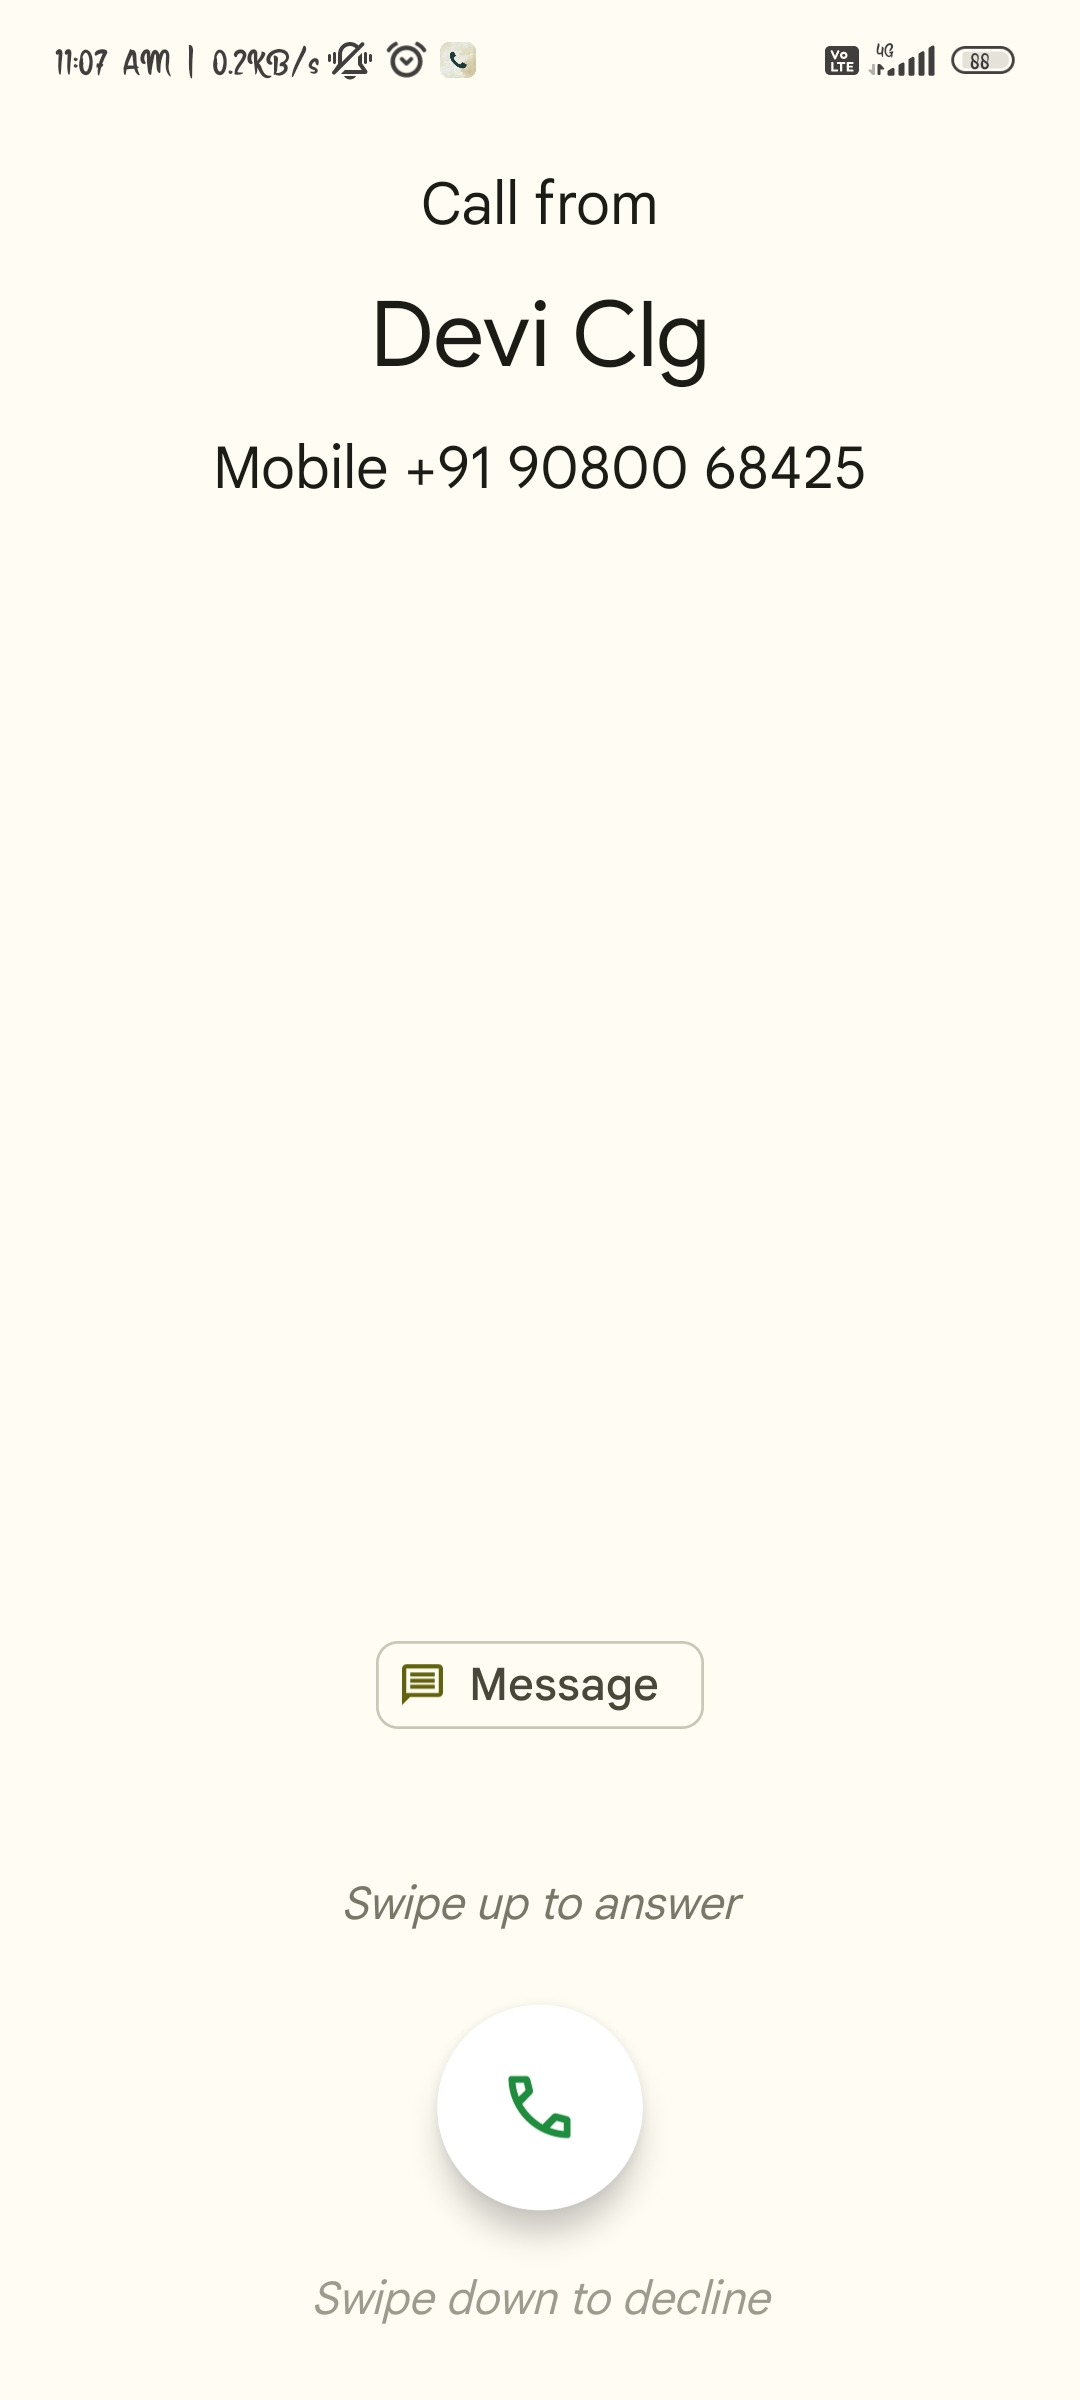 11:07 AM | 0.2KB/s Vo LTE 4G 88
Call from
Devi Clg
Mobile +91 90800 68425
Message
Swipe up to answer
Swipe down to decline